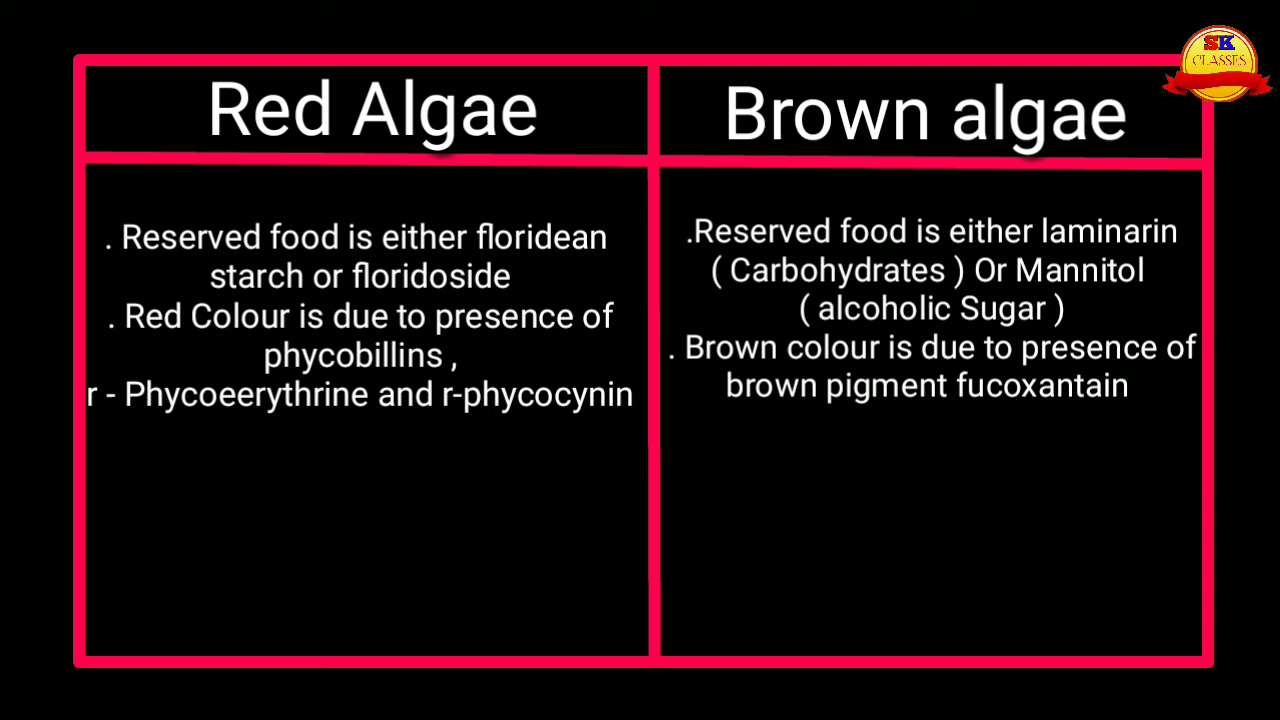 SK
CLASSES
Red Algae
Brown algae
. Reserved food is either floridean
starch or floridoside
. Red Colour is due to presence of
phycobillins ,
r - Phycoeerythrine and r-phycocynin
.Reserved food is either laminarin
( Carbohydrates ) Or Mannitol
( alcoholic Sugar )
. Brown colour is due to presence of
brown pigment fucoxantain